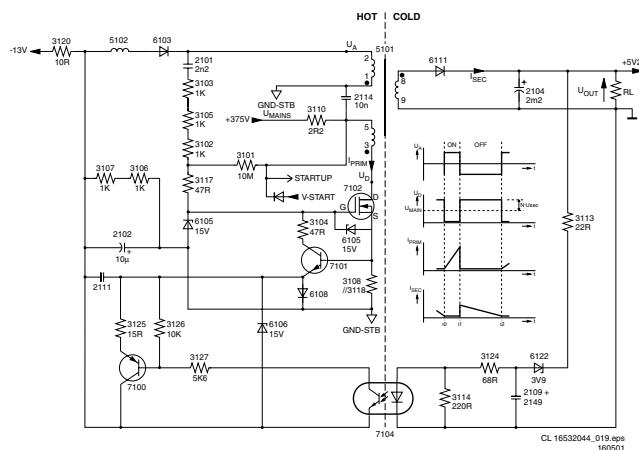 HOT COLD
-13V
3120
10R
5102
6103
UA
5101
2
1
2101
2n2
3103
1K
3105
1K
3102
1K
GND-STB
2114
10n
+375V
UMAINS
3110
2R2
5
3
IPRIM
3101
10M
STARTUP
V-START
UD
7102
D
G
S
3107
1K
3106
1K
3117
47R
6105
15V
2102
+
10µ
3104
47R
6105
15V
7101
2111
6108
3108
//3118
GND-STB
3125
15R
3126
10K
6106
15V
3127
5K6
7100
7104
8
9
6111
ISEC
+
2104
2m2
+5V2
UOUT
RL
UA
ON OFF
t
UD
UMAIN
N·Usec
t
IPRIM
t
ISEC
t
t0 t1 t2
3113
22R
3124
68R
6122
3V9
3114
220R
2109 +
2149
CL 16532044_019.eps
160501